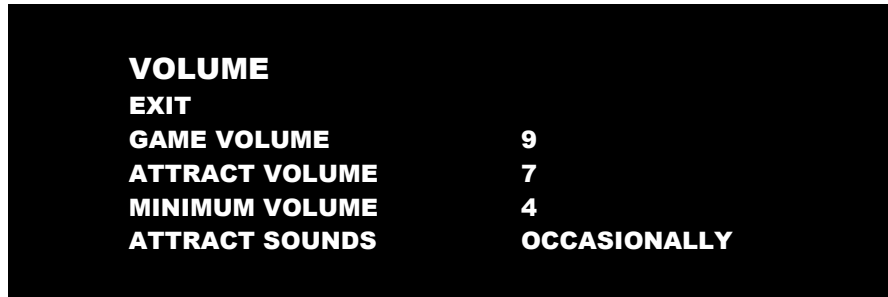 VOLUME
EXIT
GAME VOLUME 9
ATTRACT VOLUME 7
MINIMUM VOLUME 4
ATTRACT SOUNDS OCCASIONALLY